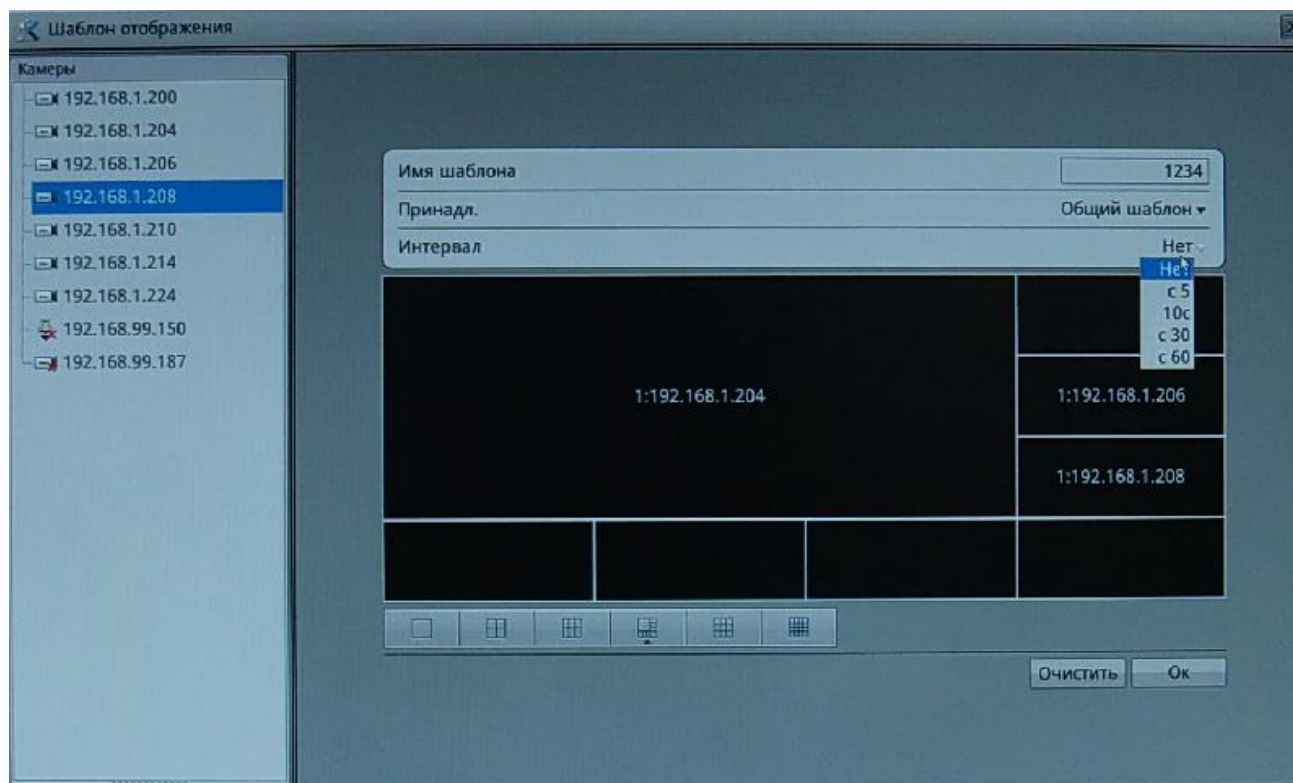 Шаблон отображения
Камеры
192.168.1.200
192.168.1.204
192.168.1.206
192.168.1.208
192.168.1.210
192.168.1.214
192.168.1.224
192.168.99.150
192.168.99.187
Имя шаблона 1234
Принадл. Общий шаблон
Интервал Нет
Нет
с 5
10с
с 30
с 60
1:192.168.1.204
1:192.168.1.206
1:192.168.1.208
Очистить Ок